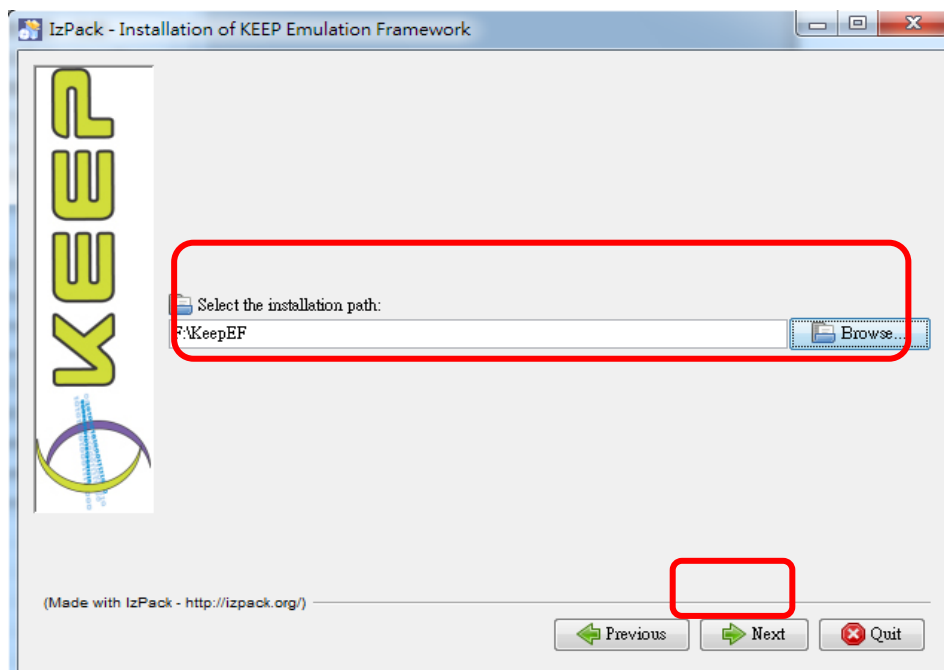 IzPack - Installation of KEEP Emulation Framework
KEEP
Select the installation path:
F:\KeepEF
Browse...
(Made with IzPack - http://izpack.org/)
Previous
Next
Quit